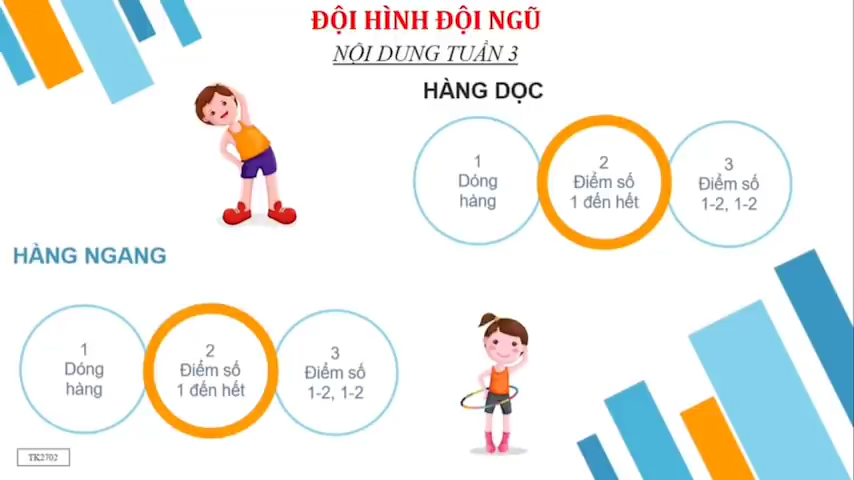 ĐỘI HÌNH ĐỘI NGŨ
NỘI DUNG TUẦN 3
HÀNG DỌC
1
Dóng
hàng
2
Điểm số
1 đến hết
3
Điểm số
1-2, 1-2
HÀNG NGANG
1
Dóng
hàng
2
Điểm số
1 đến hết
3
Điểm số
1-2, 1-2
TK2702